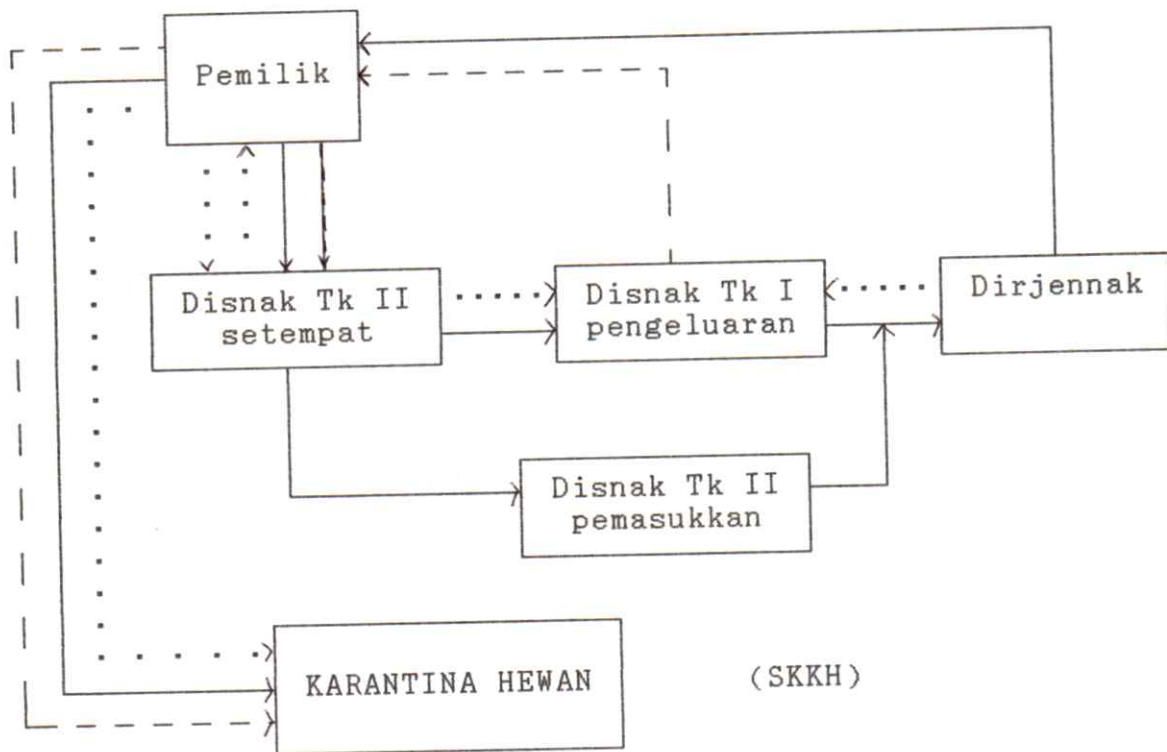 Pemilik
Disnak Tk II
setempat
Disnak Tk I
pengeluaran
Dirjennak
Disnak Tk II
pemasukkan
KARANTINA HEWAN
(SKKH)